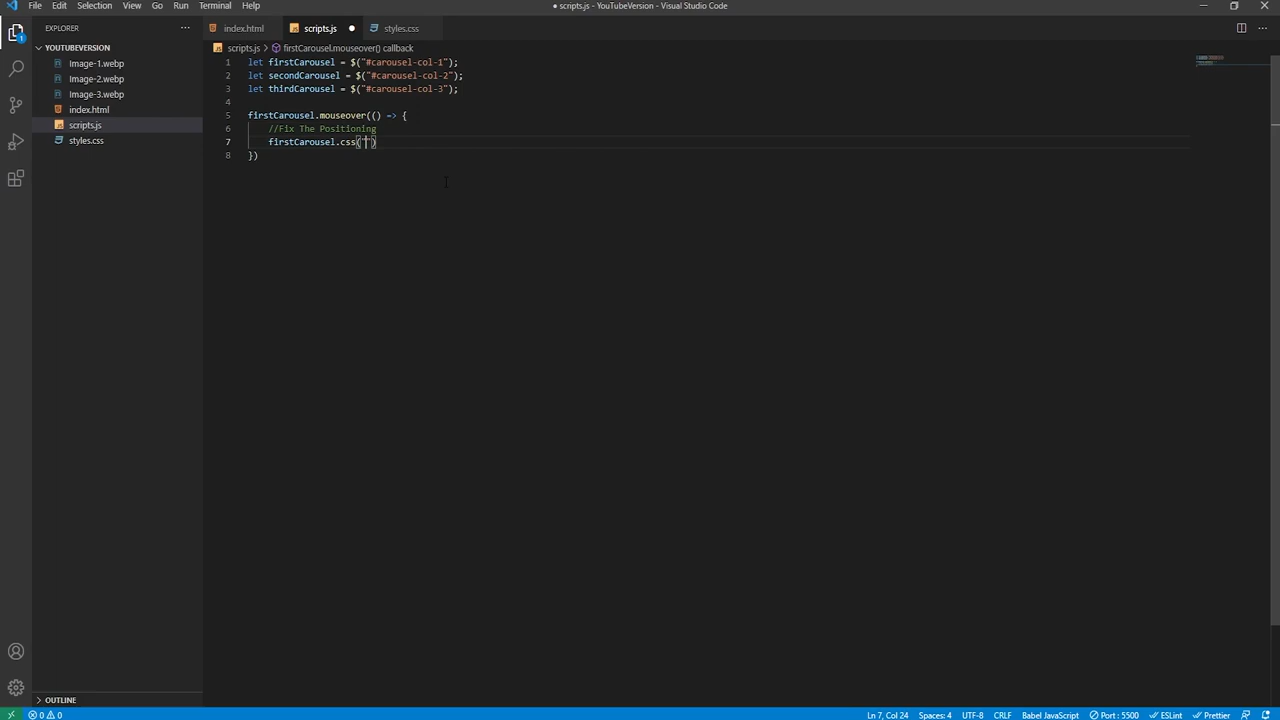 File Edit Selection View Go Run Terminal Help
● scripts.js - YouTubeVersion - Visual Studio Code
EXPLORER
index.html
scripts.js
styles.css
1
YOUTUBEVERSION
scripts.js > firstCarousel.mouseover() callback
Image-1.webp
Image-2.webp
Image-3.webp
index.html
scripts.js
styles.css
1 let firstCarousel = $("#carousel-col-1");
2 let secondCarousel = $("#carousel-col-2");
3 let thirdCarousel = $("#carousel-col-3");
4
5 firstCarousel.mouseover(() => {
6 //Fix The Positioning
7 firstCarousel.css("")
8 })
OUTLINE
0 0
Ln 7, Col 24 Spaces: 4 UTF-8 CRLF Babel JavaScript Port : 5500 ESLint Prettier